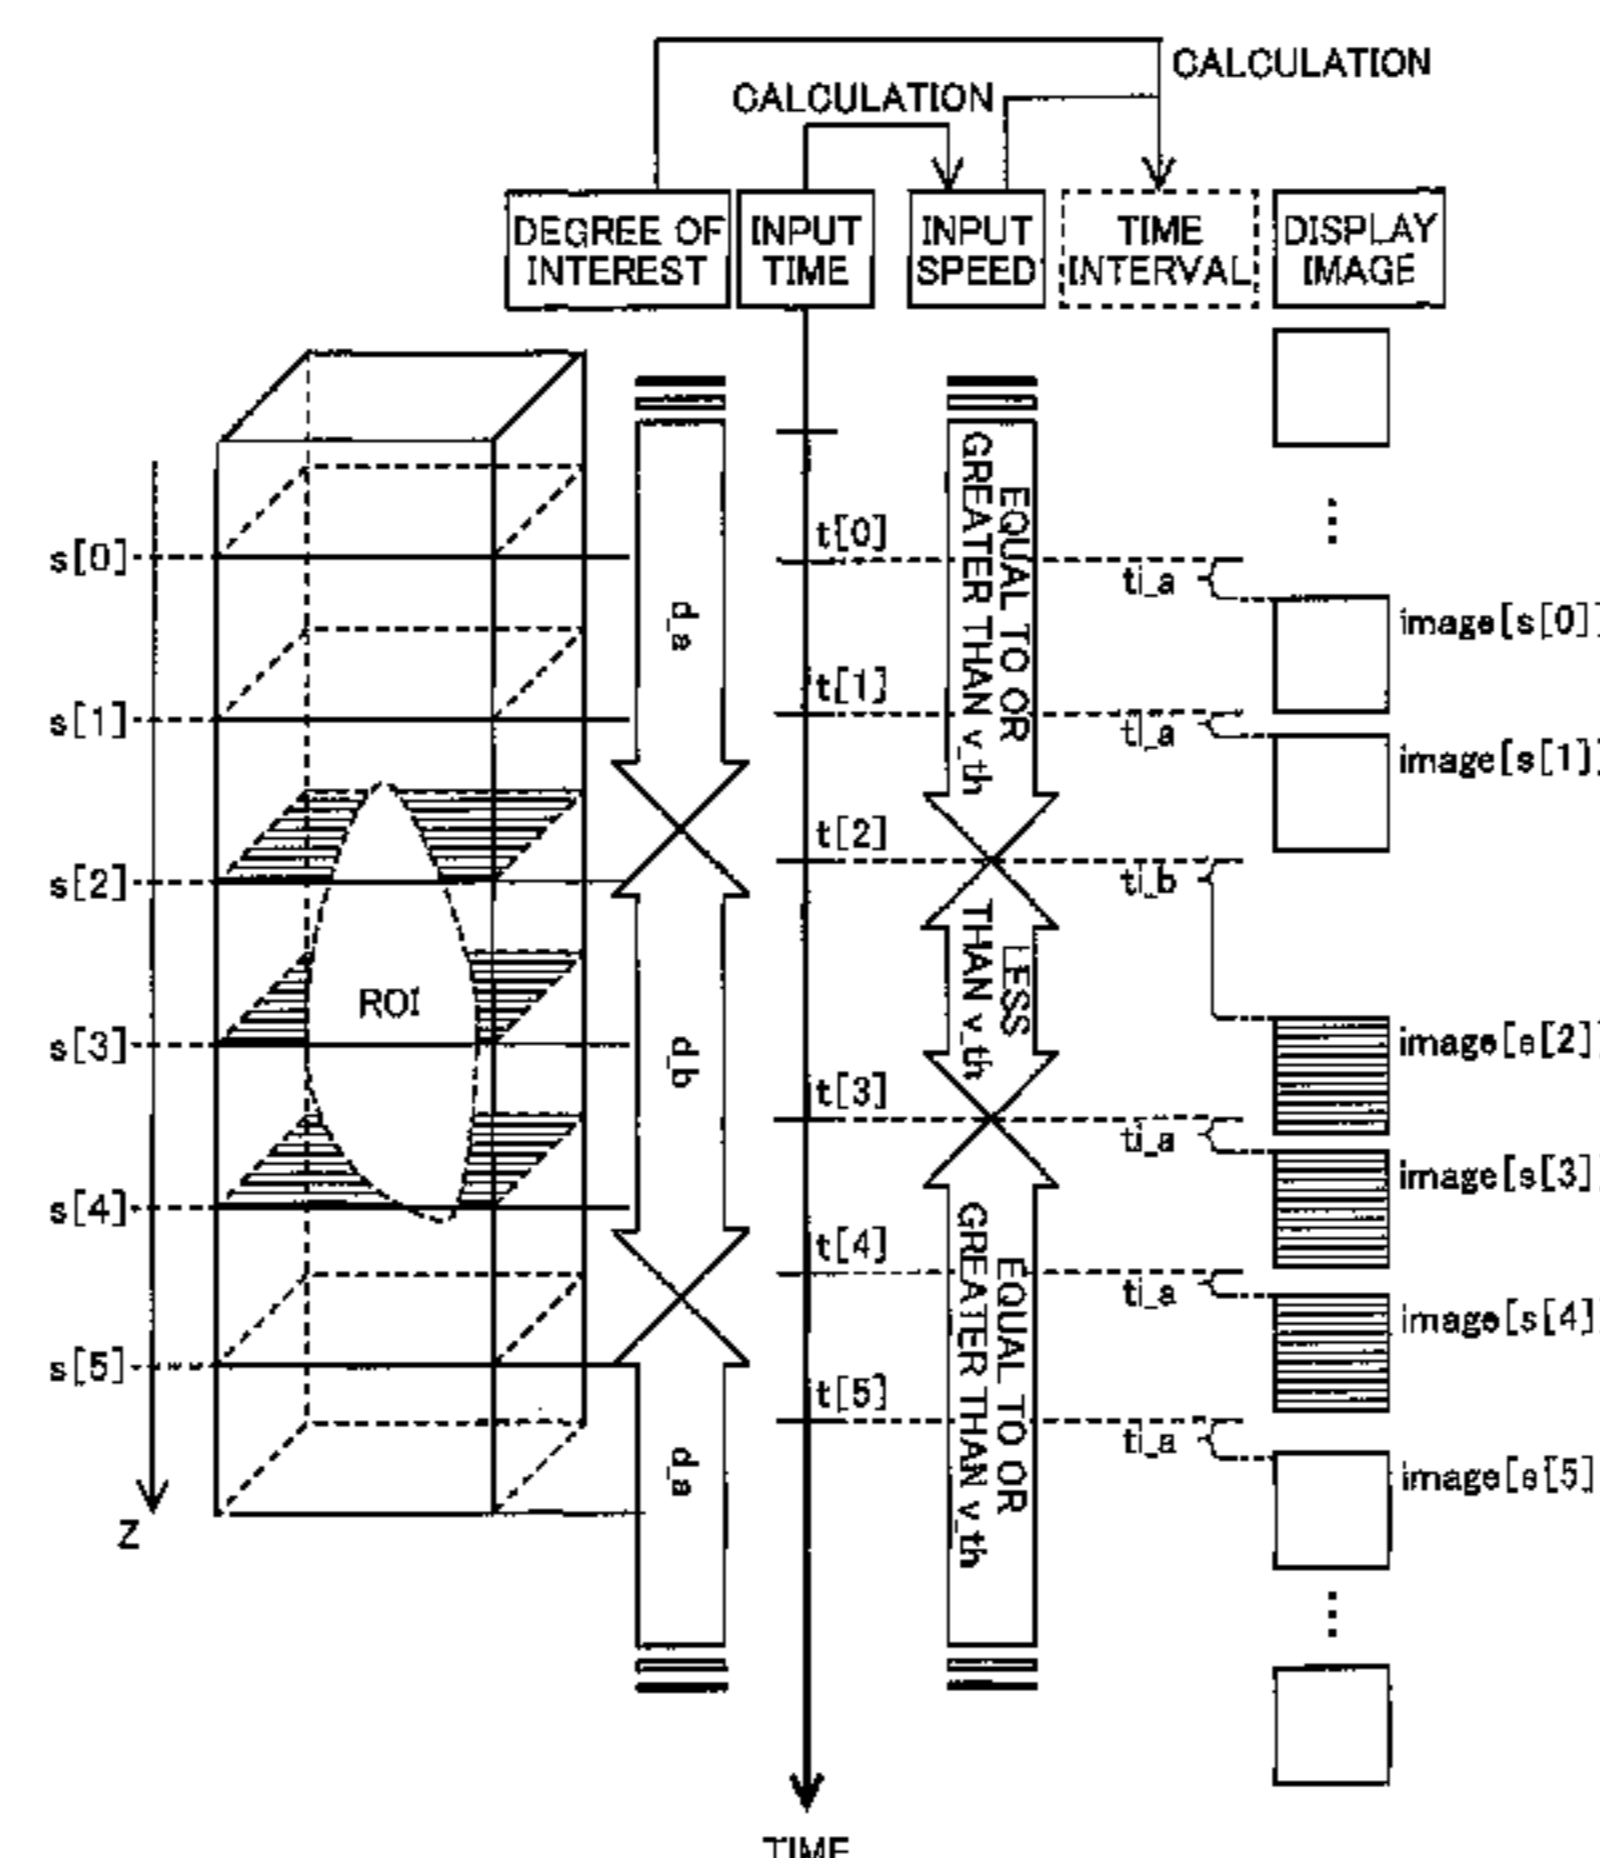 CALCULATION
CALCULATION
DEGREE OF
INTEREST
INPUT
TIME
INPUT
SPEED
TIME
INTERVAL
DISPLAY
IMAGE
s[0]
s[1]
s[2]
s[3]
s[4]
s[5]
Z
ROI
d_a
d_b
d_a
t[0]
t[1]
t[2]
t[3]
t[4]
t[5]
TIME
EQUAL TO OR
GREATER THAN v_th
LESS
THAN v_th
EQUAL TO OR
GREATER THAN v_th
ti_a
ti_a
ti_b
ti_a
ti_a
ti_a
⋮
image[s[0]]
image[s[1]]
image[s[2]]
image[s[3]]
image[s[4]]
image[s[5]]
⋮